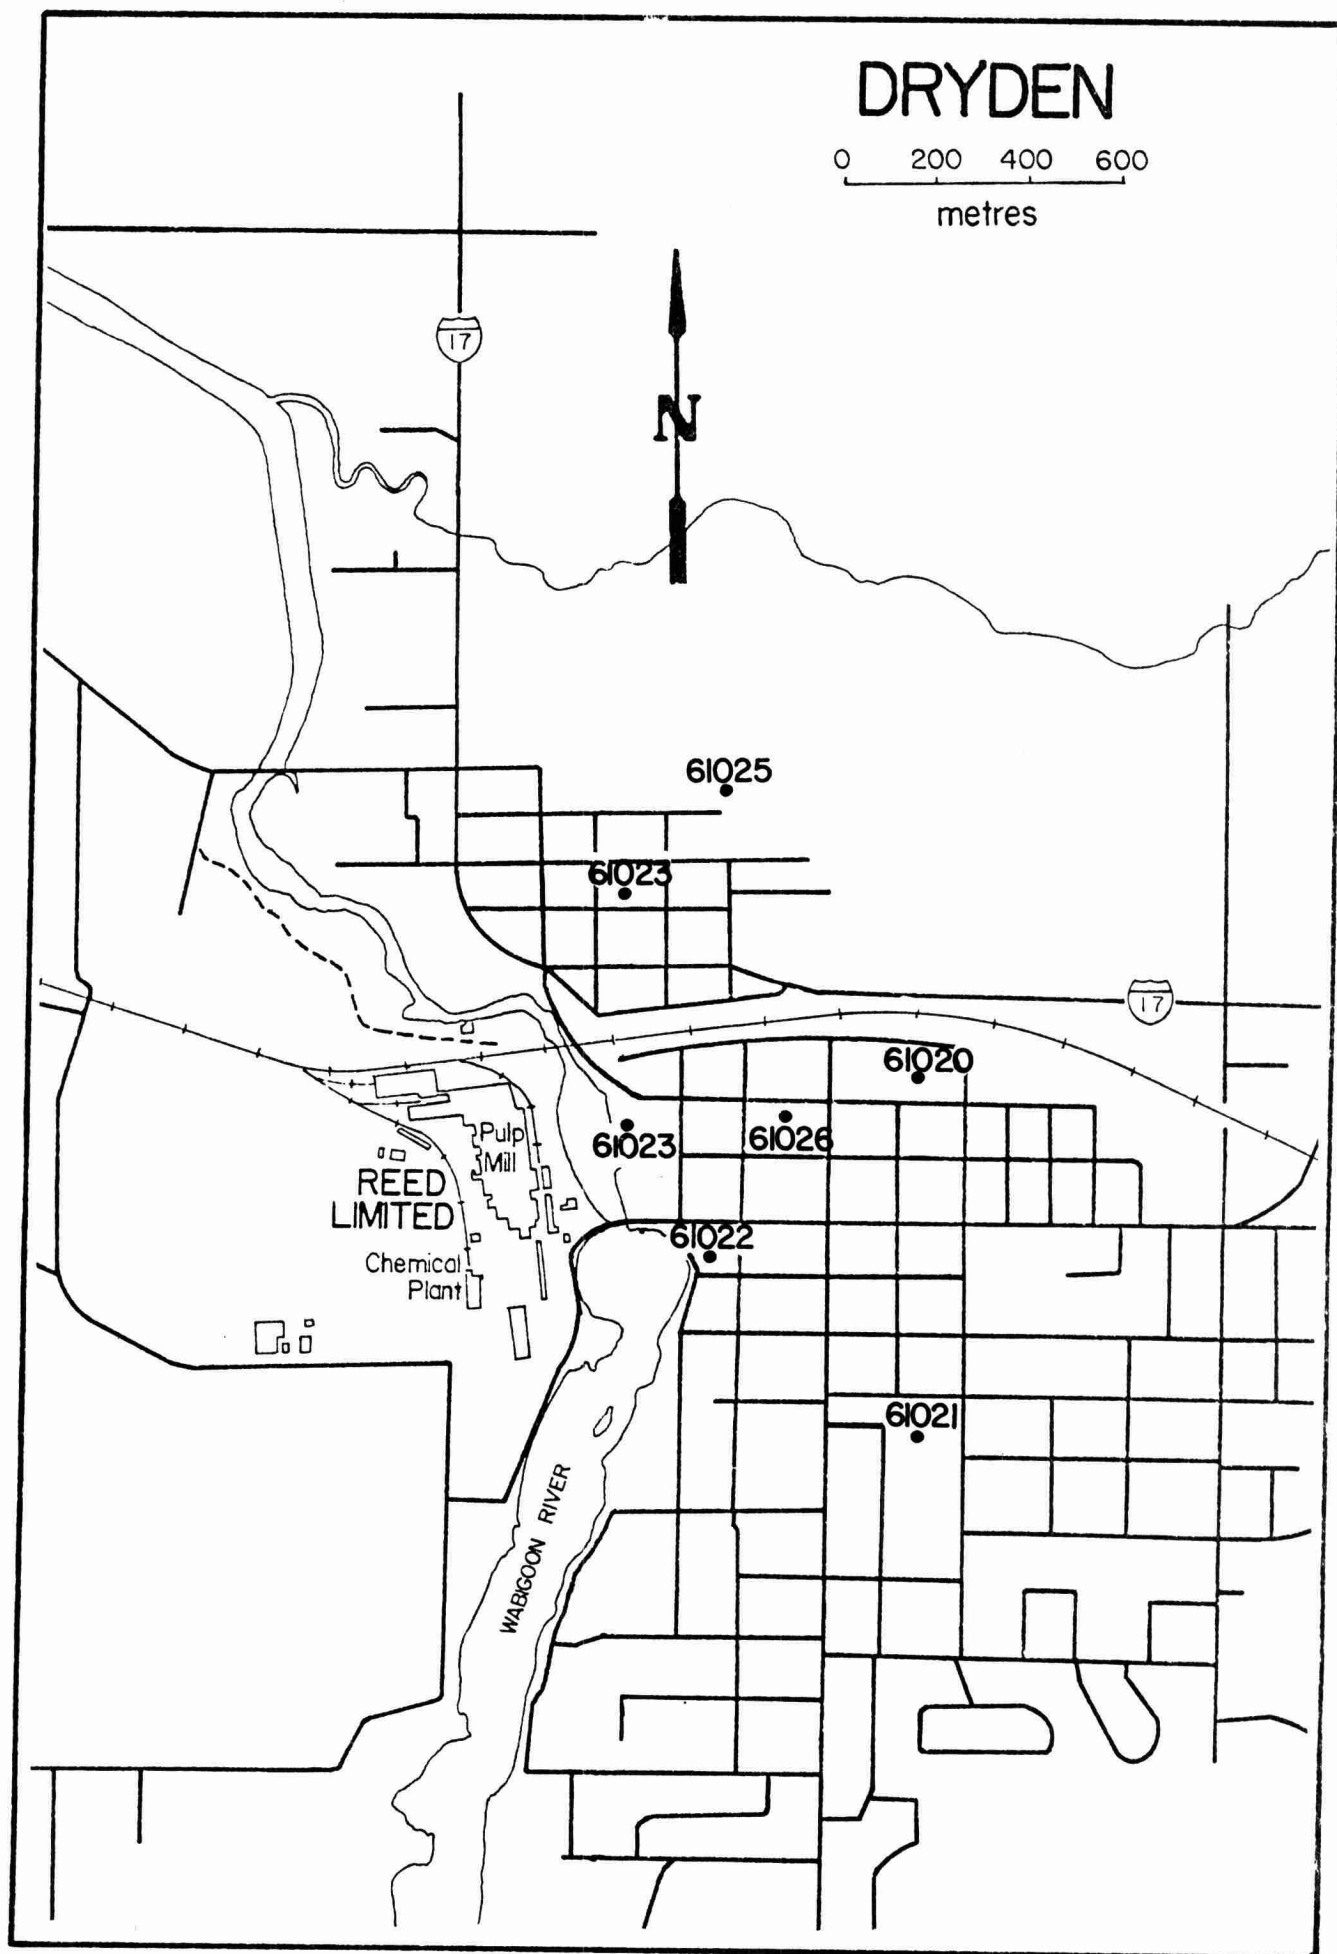 DRYDEN
0 200 400 600
metres
17
N
61025
61023
17
61020
61023
61026
Pulp
Mill
REED
LIMITED
61022
Chemical
Plant
61021
WABIGOON RIVER